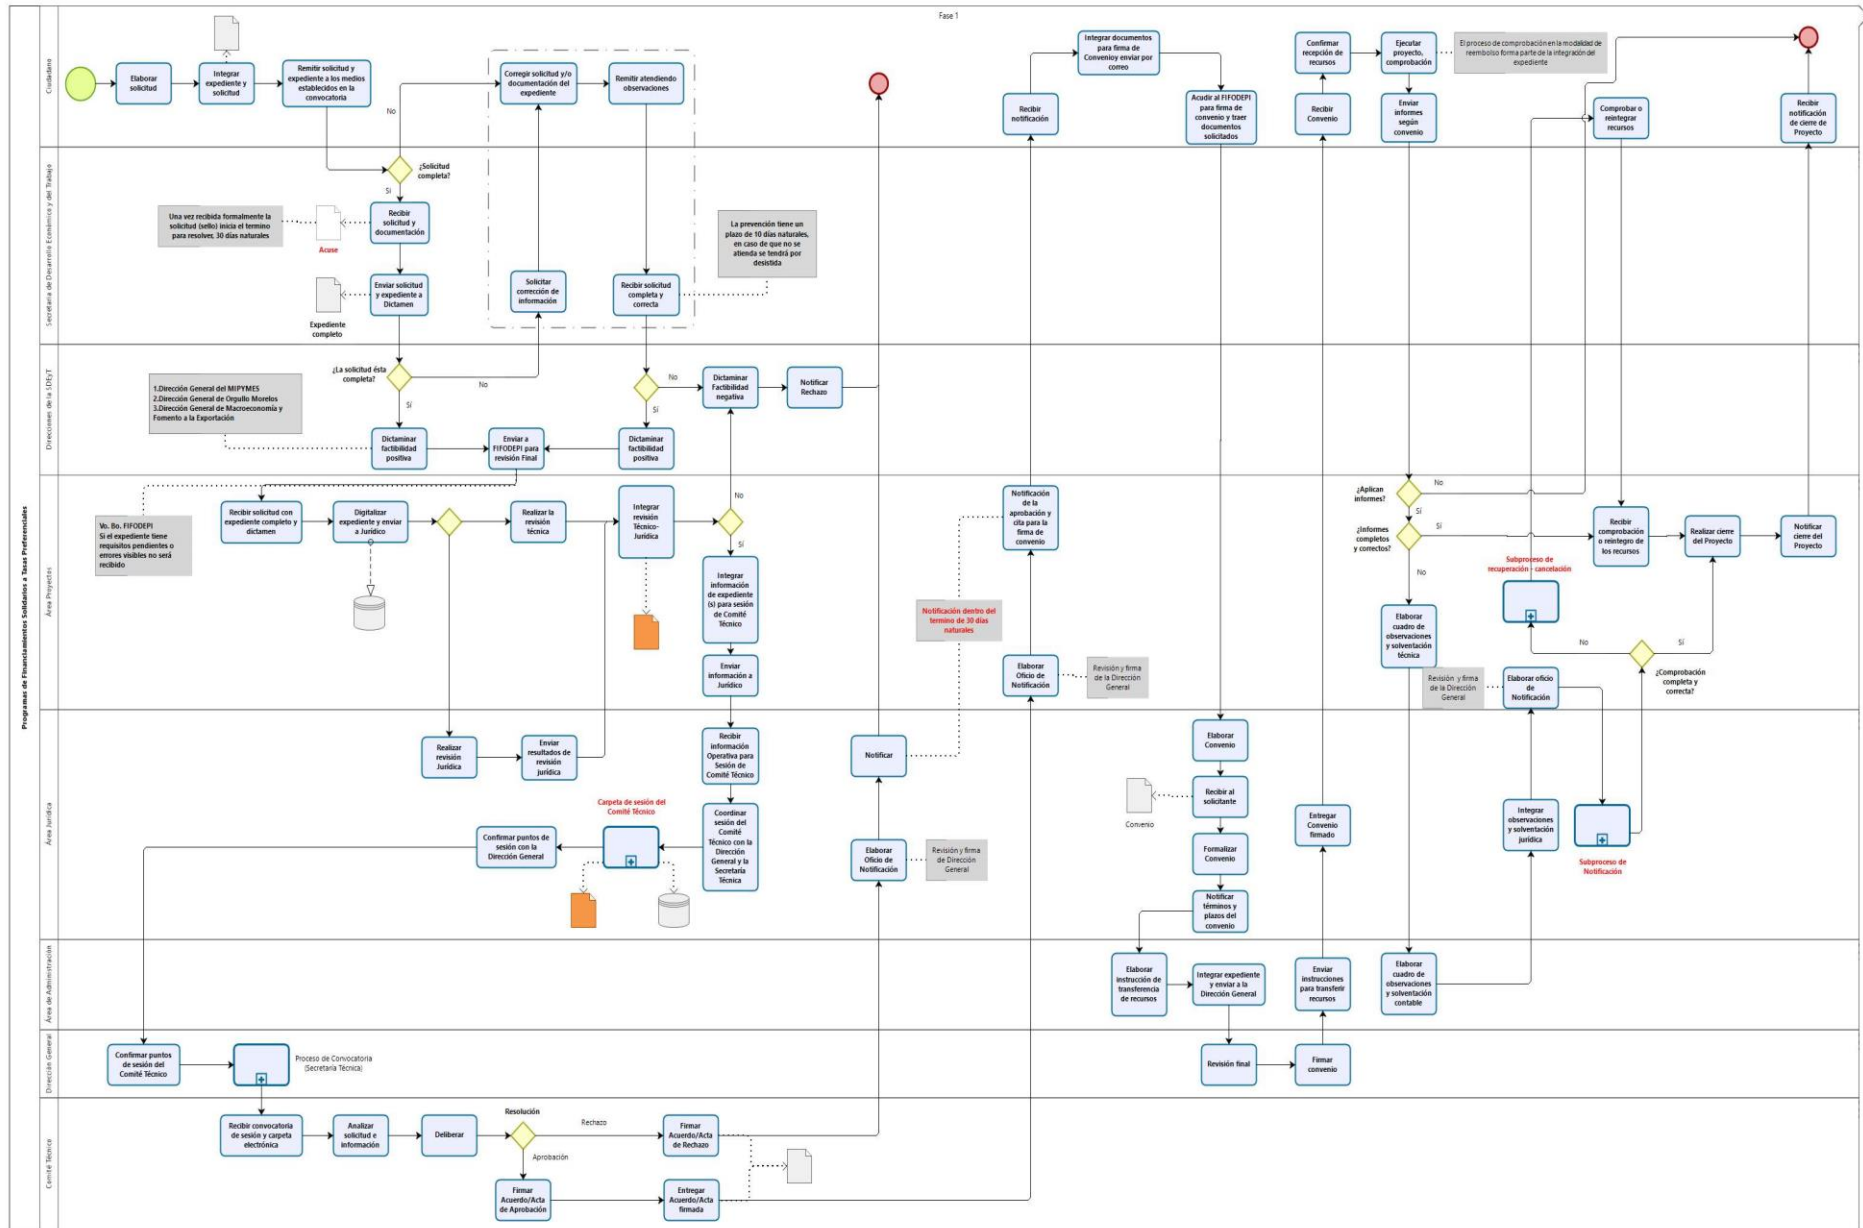 Programas de Financiamientos Solidarios a Tasas Preferenciales
Fase 1
Ciudadano
Elaborar
solicitud
Integrar
expediente y
solicitud
Remitir solicitud y
expediente a los medios
establecidos en la
convocatoria
No
Corregir solicitud y/o
documentación del
expediente
Remitir atendiendo
observaciones
Recibir
notificación
Integrar documentos
para firma de
Convenioy enviar por
correo
Acudir al FIFODEPI
para firma de
convenio y traer
documentos
solicitados
Confirmar
recepción de
recursos
Recibir
Convenio
Ejecutar
proyecto,
comprobación
Enviar
informes
según
convenio
El proceso de comprobación en la modalidad de
reembolso forma parte de la integración del
expediente
Comprobar o
reintegrar
recursos
Recibir
notificación
de cierre de
Proyecto
Secretaría de Desarrollo Económico y del Trabajo
¿Solicitud
completa?
Sí
Recibir
solicitud y
documentación
Una vez recibida formalmente la
solicitud (sello) inicia el termino
para resolver, 30 días naturales
Acuse
Enviar solicitud
y expediente a
Dictamen
Expediente
completo
Solicitar
corrección de
información
Recibir solicitud
completa y
correcta
La prevención tiene un
plazo de 10 días naturales,
en caso de que no se
atienda se tendrá por
desistida
Direcciones de la SDEyT
¿La solicitud ésta
completa?
No
Sí
1.Dirección General del MIPYMES
2.Dirección General de Orgullo Morelos
3.Dirección General de Macroeconomía y
Fomento a la Exportación
Dictaminar
factibilidad
positiva
Enviar a
FIFODEPI para
revisión Final
Dictaminar
factibilidad
positiva
No
Sí
Dictaminar
Factibilidad
negativa
Notificar
Rechazo
Área Proyectos
Vo. Bo. FIFODEPI
Si el expediente tiene
requisitos pendientes o
errores visibles no será
recibido
Recibir solicitud con
expediente completo y
dictamen
Digitalizar
expediente y enviar
a Jurídico
Realizar la
revisión
técnica
Integrar
revisión
Técnico-
Jurídica
No
Sí
Integrar
información
de expediente
(s) para sesión
de Comité
Técnico
Enviar
información a
Jurídico
Notificación
de la
aprobación y
cita para la
firma de
convenio
Notificación dentro del
termino de 30 días
naturales
Elaborar
Oficio de
Notificación
Revisión y firma
de la Dirección
General
¿Aplican
informes?
No
Sí
¿Informes
completos
y correctos?
Sí
No
Elaborar
cuadro de
observaciones
y solventación
técnica
Recibir
comprobación
o reintegro de
los recursos
Realizar cierre
del Proyecto
Notificar
cierre del
Proyecto
Subproceso de
recuperación - cancelación
No
Sí
¿Comprobación
completa y
correcta?
Revisión y firma
de la Dirección
General
Elaborar oficio
de
Notificación
Área Jurídica
Realizar
revisión
Jurídica
Enviar
resultados de
revisión
jurídica
Recibir
información
Operativa para
Sesión de
Comité Técnico
Notificar
Coordinar
sesión del
Comité
Técnico con la
Dirección
General y la
Secretaría
Técnica
Carpeta de sesión del
Comité Técnico
Confirmar puntos de
sesión con la
Dirección General
Elaborar
Oficio de
Notificación
Revisión y firma
de Dirección
General
Elaborar
Convenio
Recibir al
solicitante
Convenio
Formalizar
Convenio
Notificar
términos y
plazos del
convenio
Entregar
Convenio
firmado
Integrar
observaciones
y solventación
jurídica
Subproceso de
Notificación
Área de Administración
Elaborar
instrucción de
transferencia
de recursos
Integrar expediente
y enviar a la
Dirección General
Enviar
instrucciones
para transferir
recursos
Elaborar
cuadro de
observaciones
y solventación
contable
Dirección General
Confirmar puntos
de sesión del
Comité Técnico
Proceso de Convocatoria
(Secretaría Técnica)
Revisión final
Firmar
convenio
Comité Técnico
Recibir convocatoria
de sesión y carpeta
electrónica
Analizar
solicitud e
información
Deliberar
Resolución
Rechazo
Aprobación
Firmar
Acuerdo/Acta
de Rechazo
Firmar
Acuerdo/Acta
de Aprobación
Entregar
Acuerdo/Acta
firmada